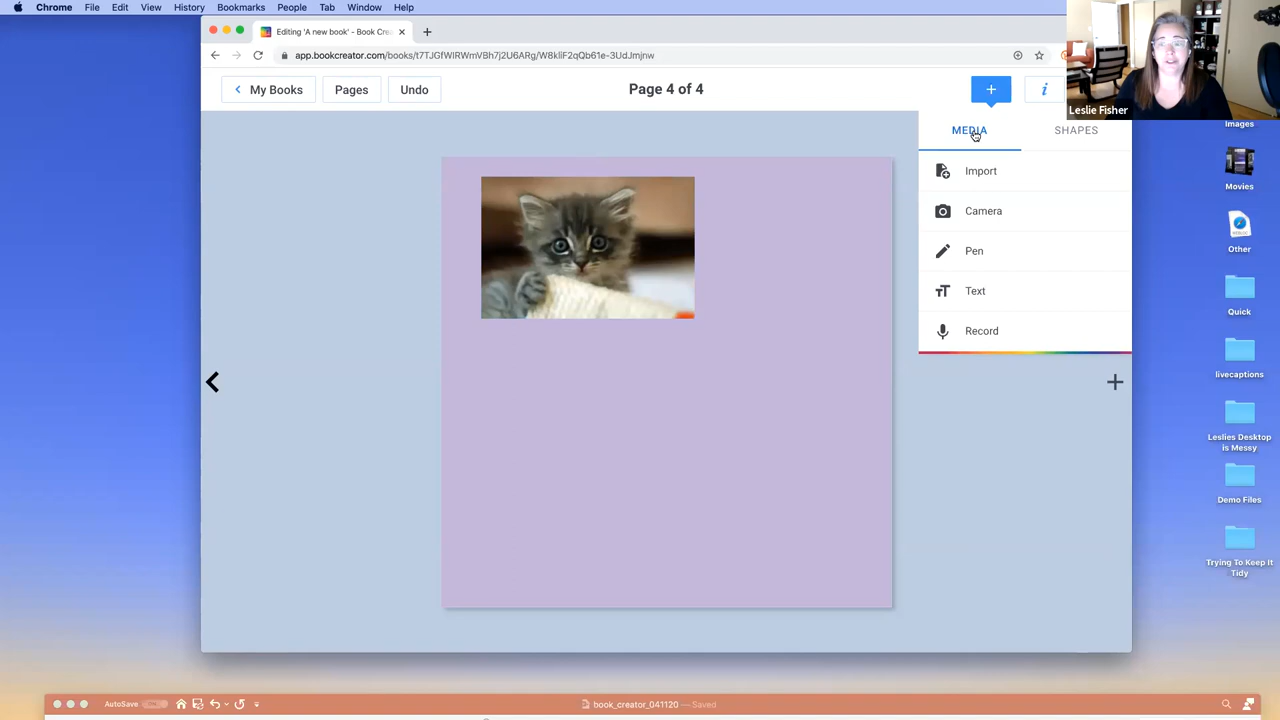 Chrome File Edit View History Bookmarks People Tab Window Help
Editing 'A new book' - Book Cre
app.bookcreator.com/books/t7TJGfWlRWmVBh7j2U6ARg/W8kliF2qQb61e-3UdJmjnw
Leslie Fisher
My Books Pages Undo Page 4 of 4
MEDIA SHAPES
Import
Camera
Pen
Text
Record
Images
Movies
Other
Quick
livecaptions
Leslies Desktop
is Messy
Demo Files
Trying To Keep It
Tidy
AutoSave book_creator_041120 — Saved